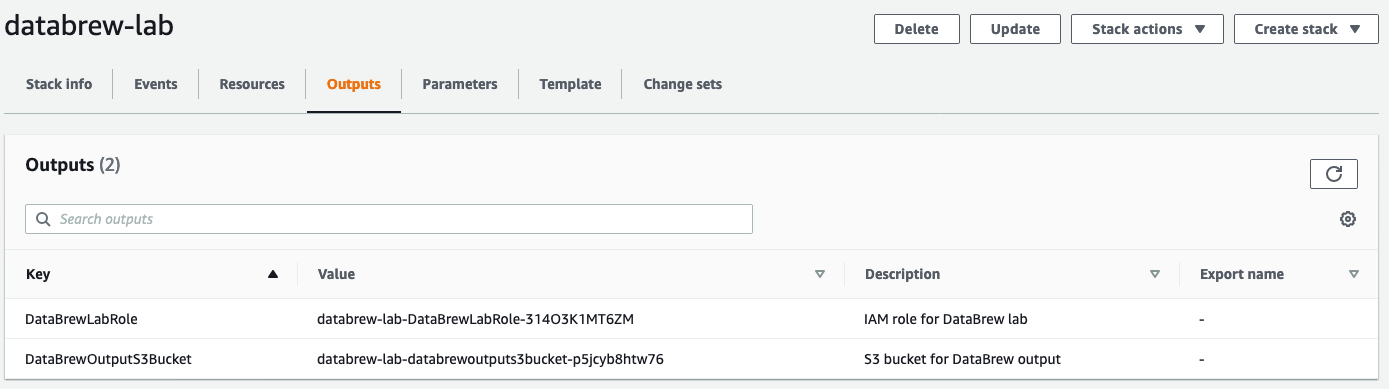 databrew-lab
Delete Update Stack actions Create stack
Stack info Events Resources Outputs Parameters Template Change sets
Outputs (2)
Search outputs
Key Value Description Export name
DataBrewLabRole databrew-lab-DataBrewLabRole-314O3K1MT6ZM IAM role for DataBrew lab -
DataBrewOutputS3Bucket databrew-lab-databrewoutputs3bucket-p5jcyb8htw76 S3 bucket for DataBrew output -